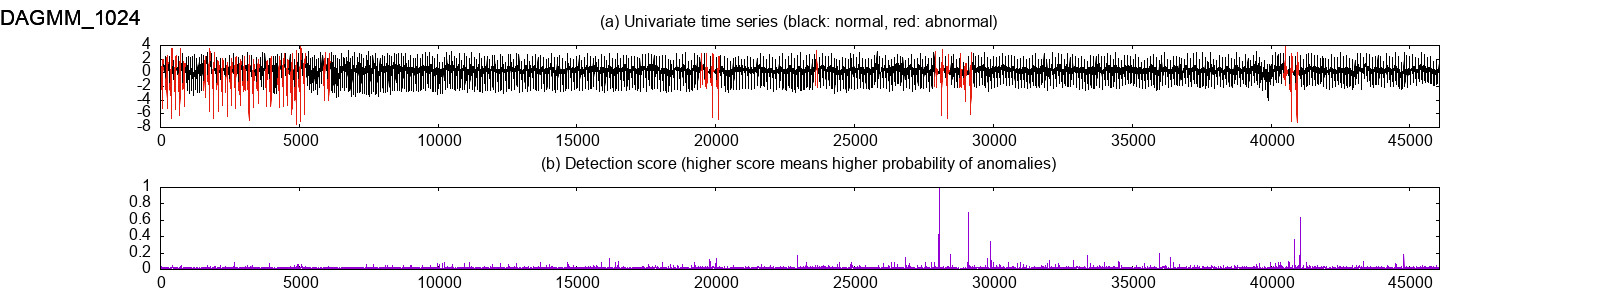 DAGMM_1024
(a) Univariate time series (black: normal, red: abnormal)
4
2
0
-2
-4
-6
-8
0 5000 10000 15000 20000 25000 30000 35000 40000 45000
(b) Detection score (higher score means higher probability of anomalies)
1
0.8
0.6
0.4
0.2
0
0 5000 10000 15000 20000 25000 30000 35000 40000 45000